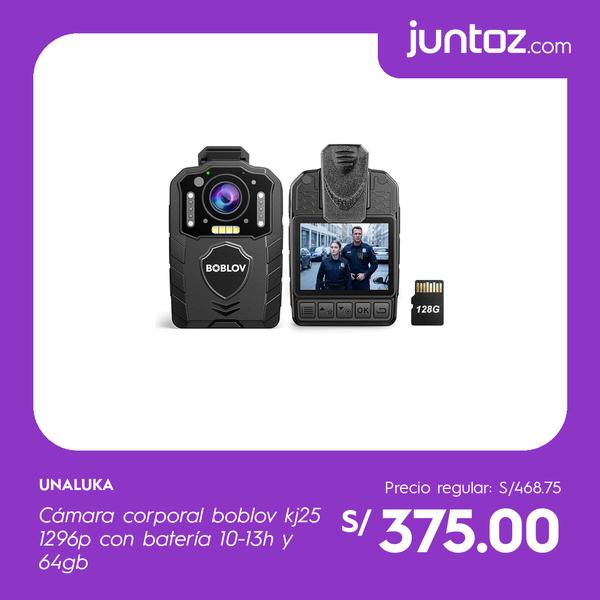 juntoz.com
BOBLOV
OK
128G
UNALUKA
Cámara corporal boblov kj25
1296p con batería 10-13h y
64gb
Precio regular: S/468.75
S/ 375.00